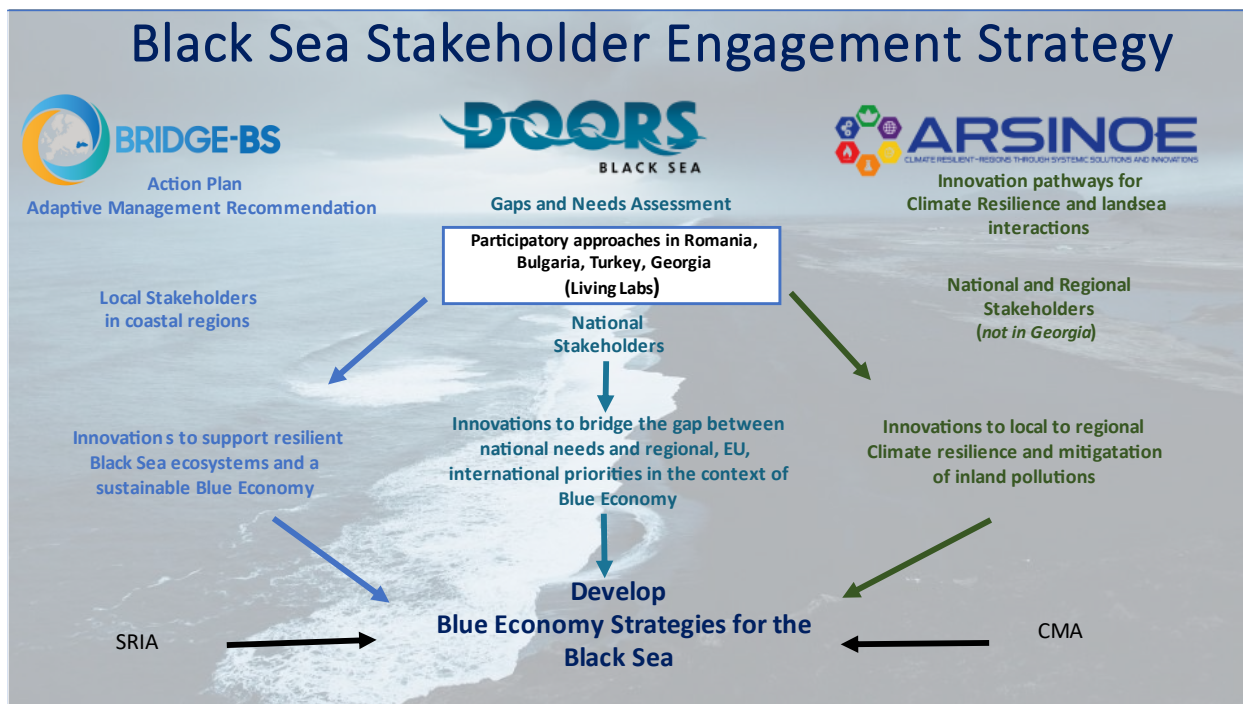 Black Sea Stakeholder Engagement Strategy
BRIDGE-BS
Action Plan
Adaptive Management Recommendation
DOORS
BLACK SEA
Gaps and Needs Assessment
ARSINOE
CLIMATE RESILIENT-REGIONS THROUGH SYSTEMIC SOLUTIONS AND INNOVATIONS
Innovation pathways for
Climate Resilience and landsea
interactions
Participatory approaches in Romania,
Bulgaria, Turkey, Georgia
(Living Labs)
Local Stakeholders
in coastal regions
National
Stakeholders
National and Regional
Stakeholders
(not in Georgia)
Innovations to support resilient
Black Sea ecosystems and a
sustainable Blue Economy
Innovations to bridge the gap between
national needs and regional, EU,
international priorities in the context of
Blue Economy
Innovations to local to regional
Climate resilience and mitigatation
of inland pollutions
Develop
Blue Economy Strategies for the
Black Sea
SRIA
CMA